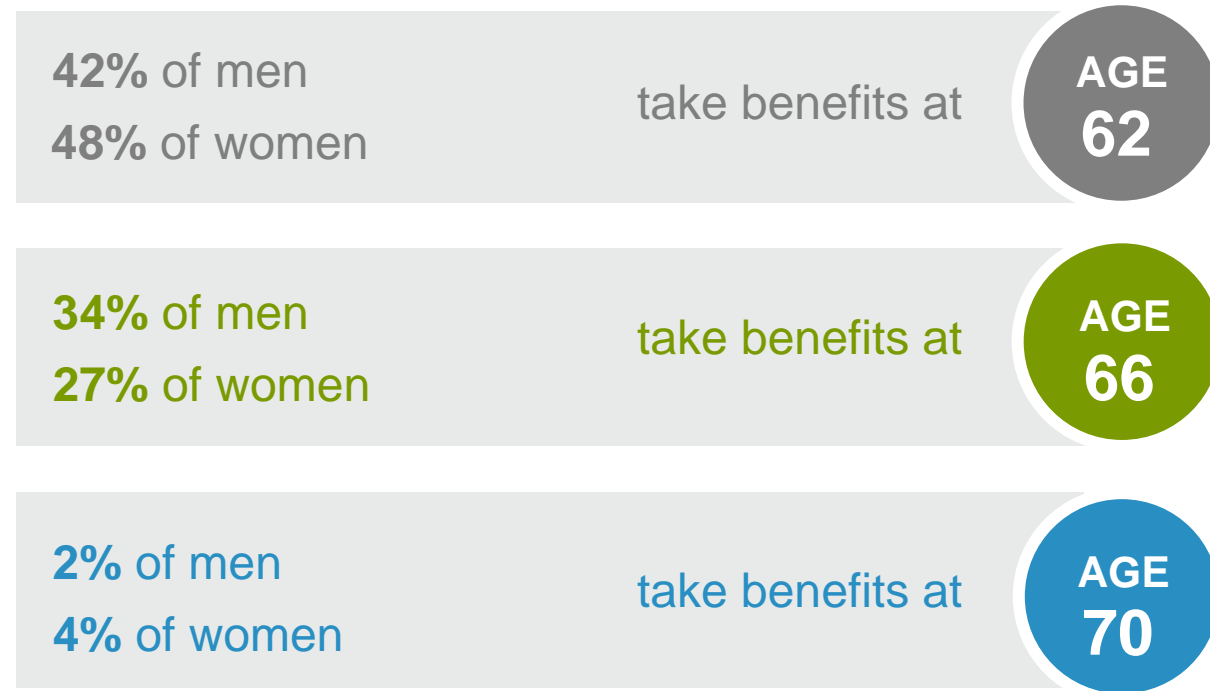 42% of men
48% of women
take benefits at
AGE
62
34% of men
27% of women
take benefits at
AGE
66
2% of men
4% of women
take benefits at
AGE
70